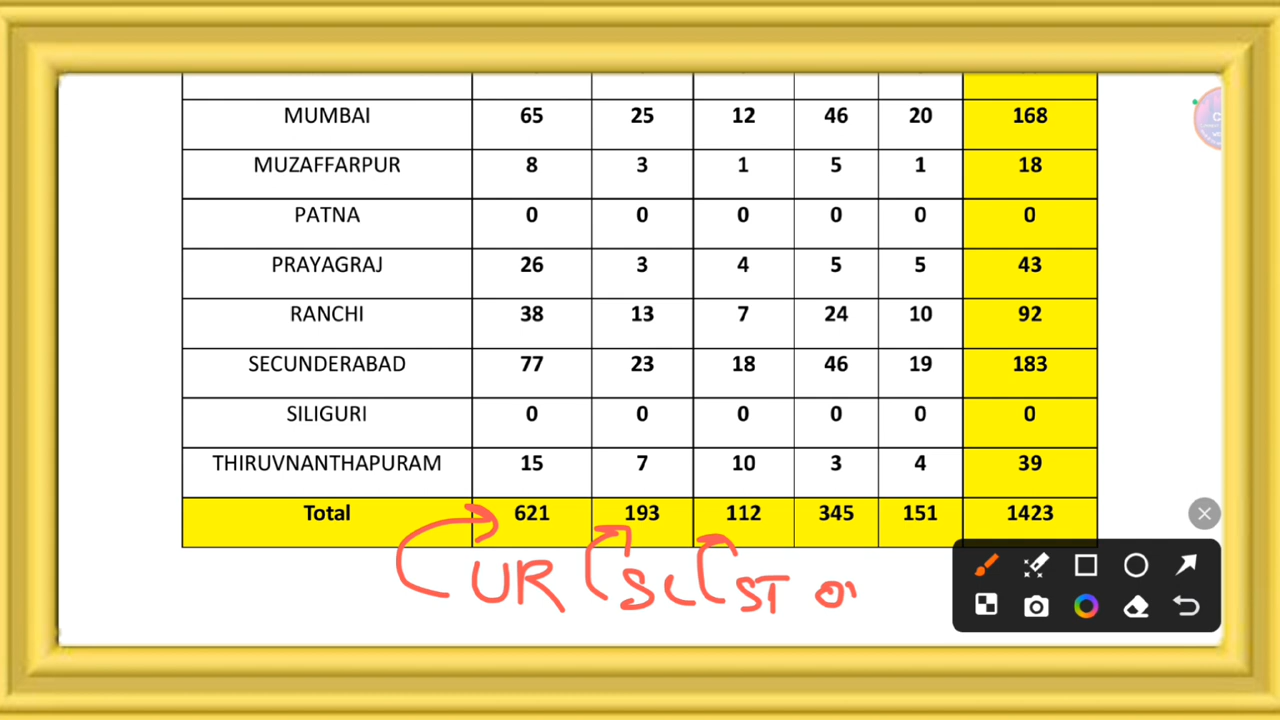 MUMBAI 65 25 12 46 20 168
MUZAFFARPUR 8 3 1 5 1 18
PATNA 0 0 0 0 0 0
PRAYAGRAJ 26 3 4 5 5 43
RANCHI 38 13 7 24 10 92
SECUNDERABAD 77 23 18 46 19 183
SILIGURI 0 0 0 0 0 0
THIRUVNANTHAPURAM 15 7 10 3 4 39
Total 621 193 112 345 151 1423
UR SC ST